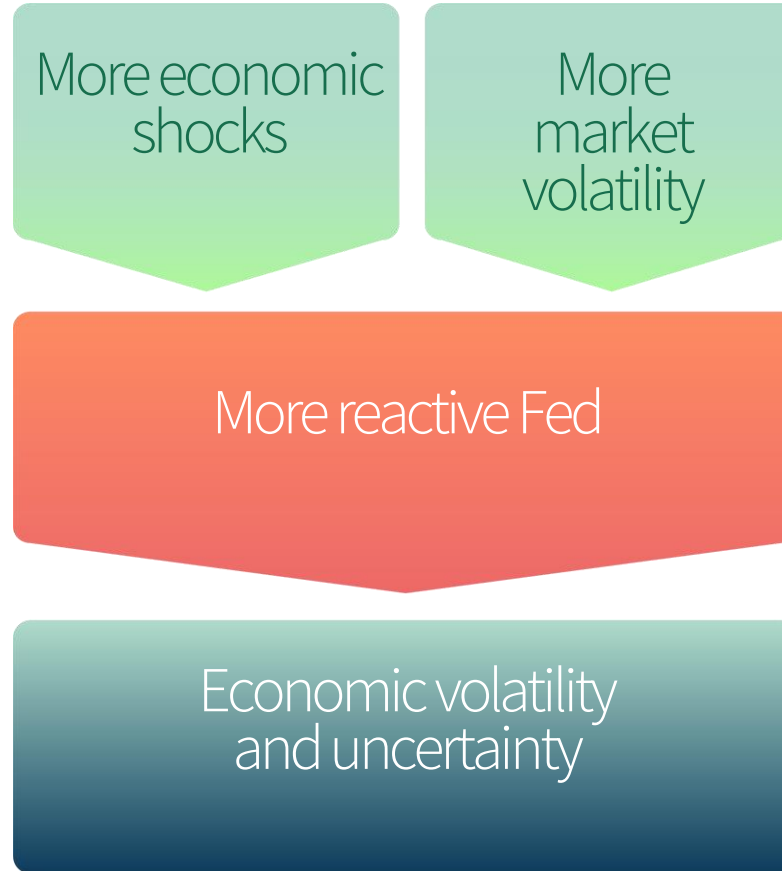 More economic
shocks
More
market
volatility
More reactive Fed
Economic volatility
and uncertainty